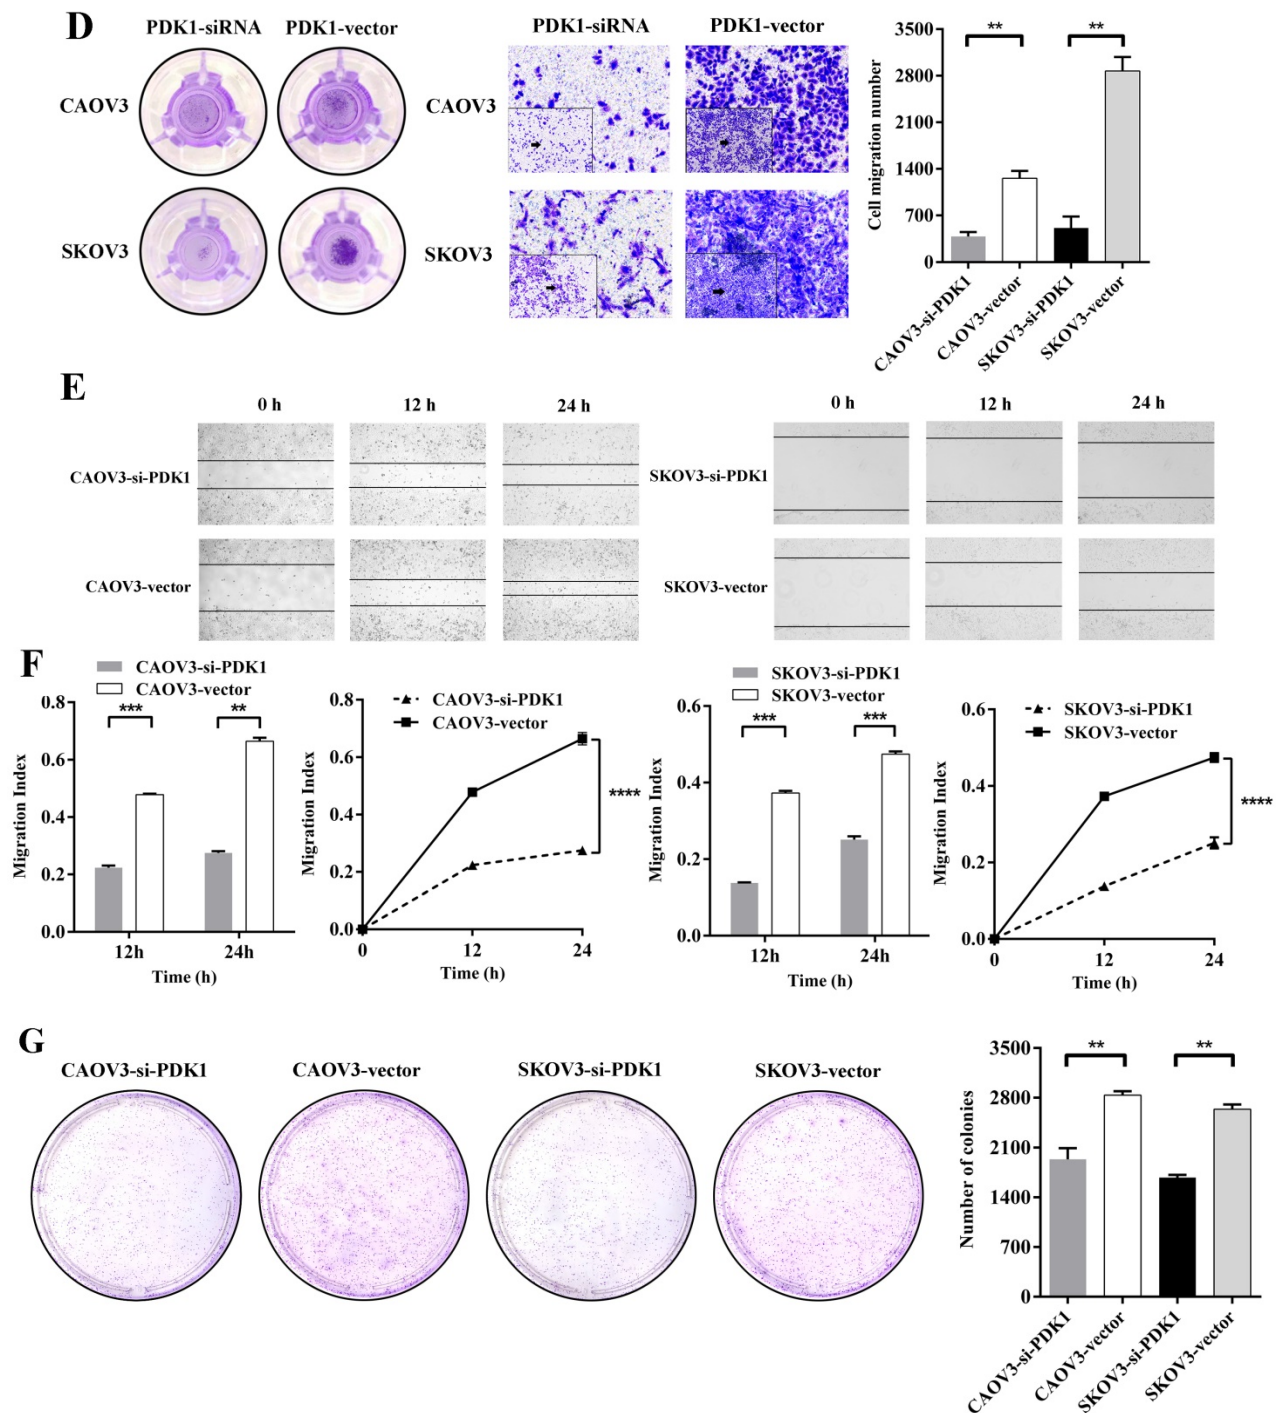 D
PDK1-siRNA PDK1-vector
CAOV3
SKOV3
PDK1-siRNA PDK1-vector
CAOV3
SKOV3
Cell migration number
3500
2800
2100
1400
700
0
** **
CAOV3-si-PDK1
CAOV3-vector
SKOV3-si-PDK1
SKOV3-vector
E
0 h 12 h 24 h
CAOV3-si-PDK1
CAOV3-vector
0 h 12 h 24 h
SKOV3-si-PDK1
SKOV3-vector
F
CAOV3-si-PDK1
CAOV3-vector
Migration Index
0.8
0.6
0.4
0.2
0.0
*** **
12h 24h
Time (h)
CAOV3-si-PDK1
CAOV3-vector
Migration Index
0.8
0.6
0.4
0.2
0.0
****
0 12 24
Time (h)
SKOV3-si-PDK1
SKOV3-vector
Migration Index
0.6
0.4
0.2
0.0
*** ***
12h 24h
Time (h)
SKOV3-si-PDK1
SKOV3-vector
Migration Index
0.6
0.4
0.2
0.0
****
0 12 24
Time (h)
G
CAOV3-si-PDK1 CAOV3-vector SKOV3-si-PDK1 SKOV3-vector
Number of colonies
3500
2800
2100
1400
700
0
** **
CAOV3-si-PDK1
CAOV3-vector
SKOV3-si-PDK1
SKOV3-vector